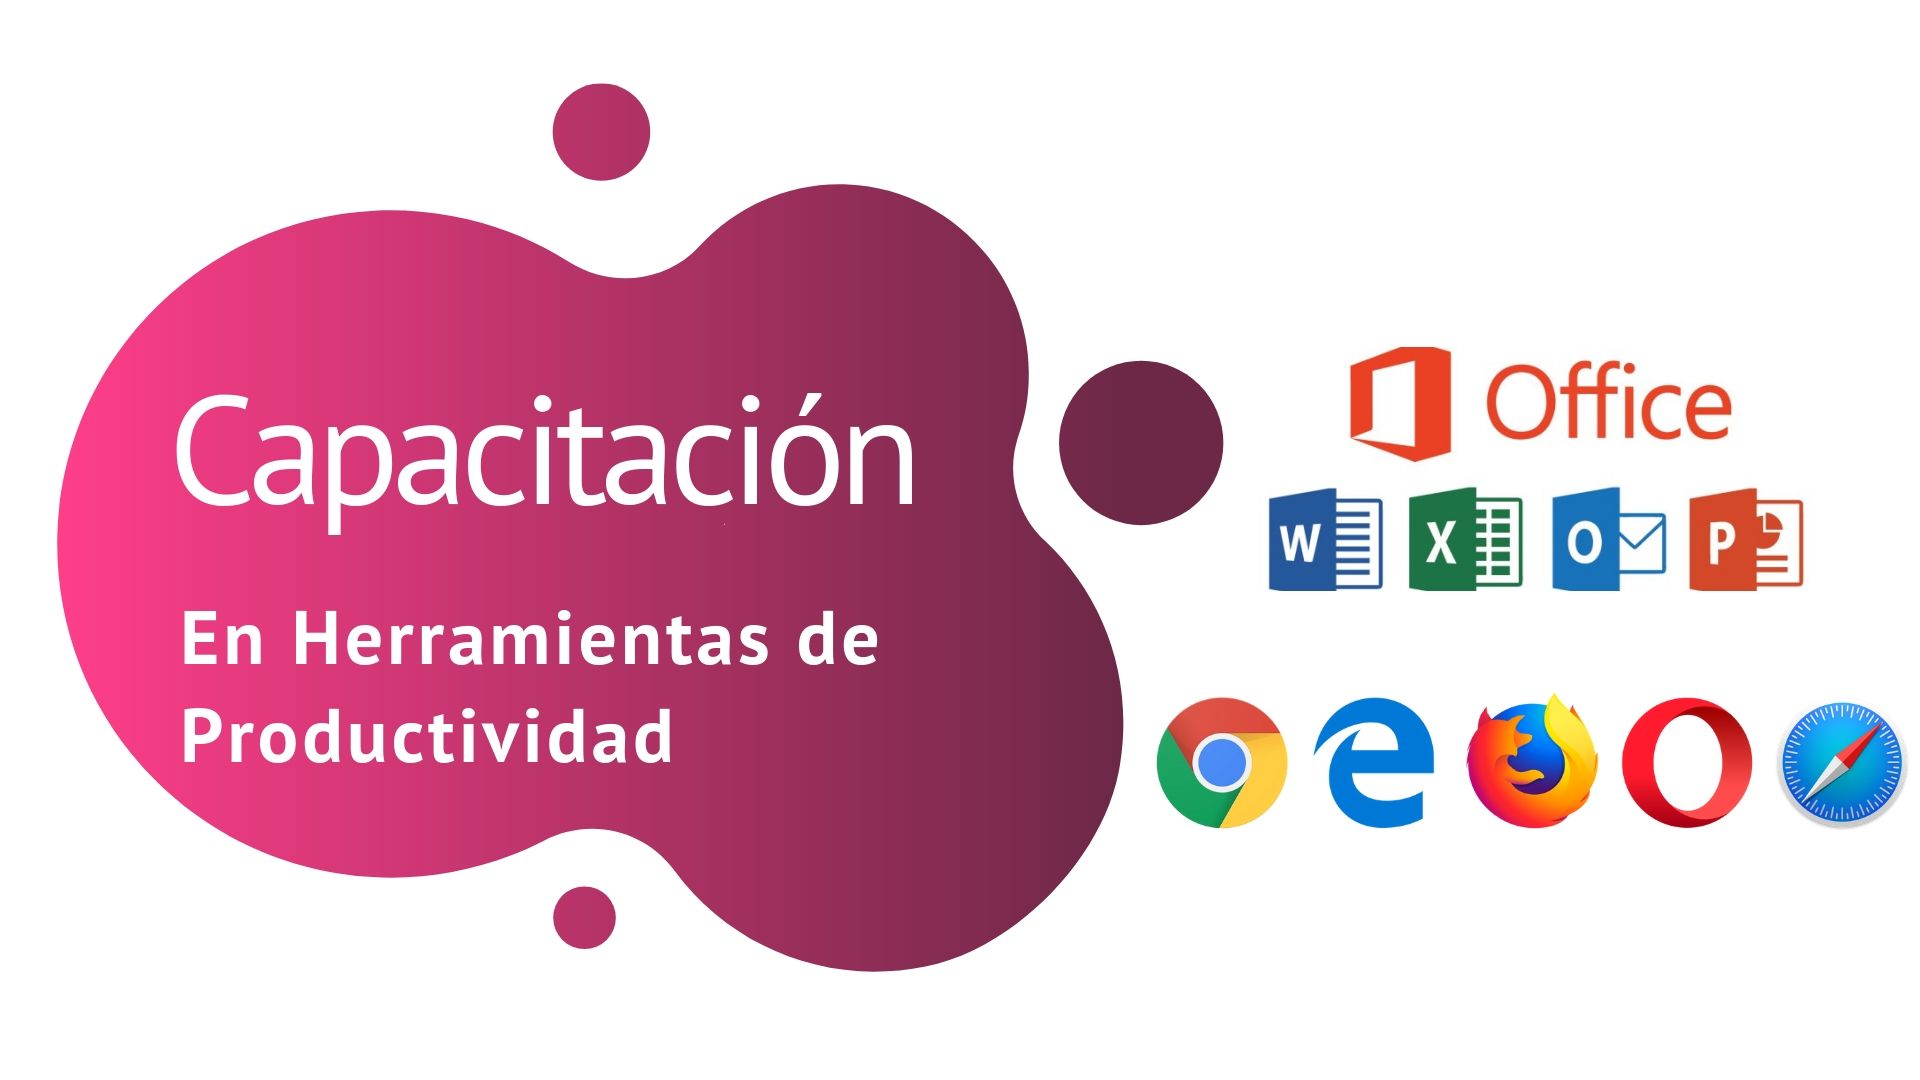 Capacitación
En Herramientas de
Productividad
Office
W X O P